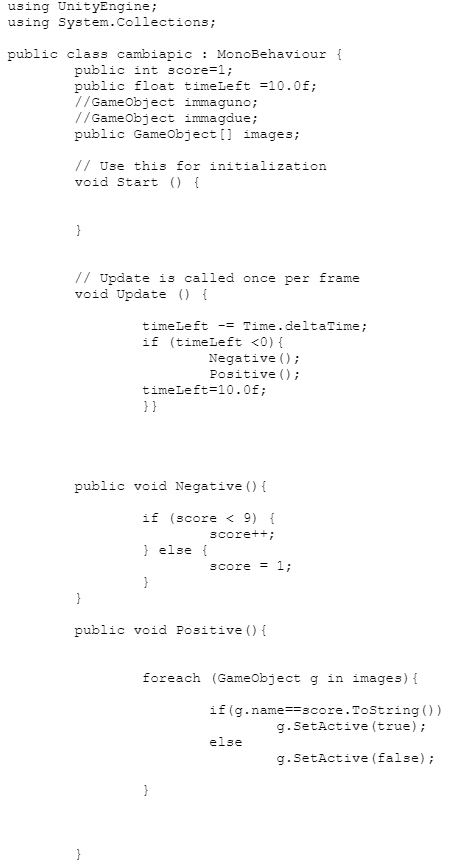 using UnityEngine;
using System.Collections;
public class cambiapic : MonoBehaviour {
public int score=1;
public float timeLeft =10.0f;
//GameObject immaguno;
//GameObject immagdue;
public GameObject[] images;
// Use this for initialization
void Start () {
}
// Update is called once per frame
void Update () {
timeLeft -= Time.deltaTime;
if (timeLeft <0){
Negative();
Positive();
timeLeft=10.0f;
}}
public void Negative(){
if (score < 9) {
score++;
} else {
score = 1;
}
}
public void Positive(){
foreach (GameObject g in images){
if(g.name==score.ToString())
g.SetActive(true);
else
g.SetActive(false);
}
}